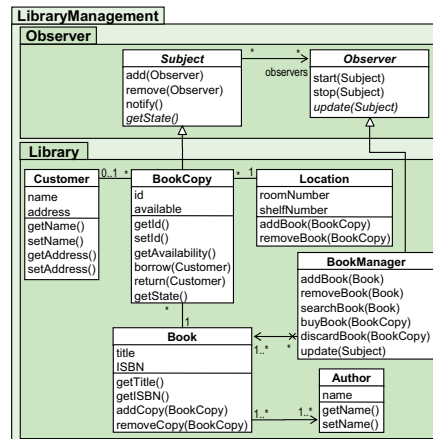 LibraryManagement
Observer
Subject
add(Observer)
remove(Observer)
notify()
getState()
* *
observers
Observer
start(Subject)
stop(Subject)
update(Subject)
Library
Customer
name
address
getName()
setName()
getAddress()
setAddress()
0..1 *
BookCopy
id
available
getId()
setId()
getAvailability()
borrow(Customer)
return(Customer)
getState()
* 1
Location
roomNumber
shelfNumber
addBook(BookCopy)
removeBook(BookCopy)
BookManager
addBook(Book)
removeBook(Book)
searchBook(Book)
buyBook(BookCopy)
discardBook(BookCopy)
update(Subject)
*
1
Book
title
ISBN
getTitle()
getISBN()
addCopy(BookCopy)
removeCopy(BookCopy)
1..* *
1..* 1..*
Author
name
getName()
setName()